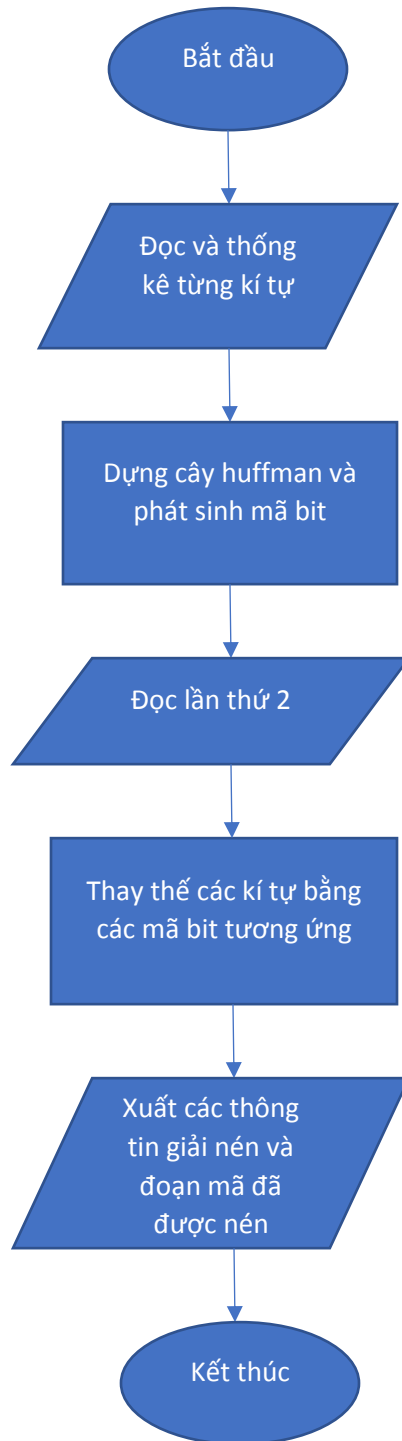 Bắt đầu
Đọc và thống
kê từng kí tự
Dựng cây huffman và
phát sinh mã bit
Đọc lần thứ 2
Thay thế các kí tự bằng
các mã bit tương ứng
Xuất các thông
tin giải nén và
đoạn mã đã
được nén
Kết thúc